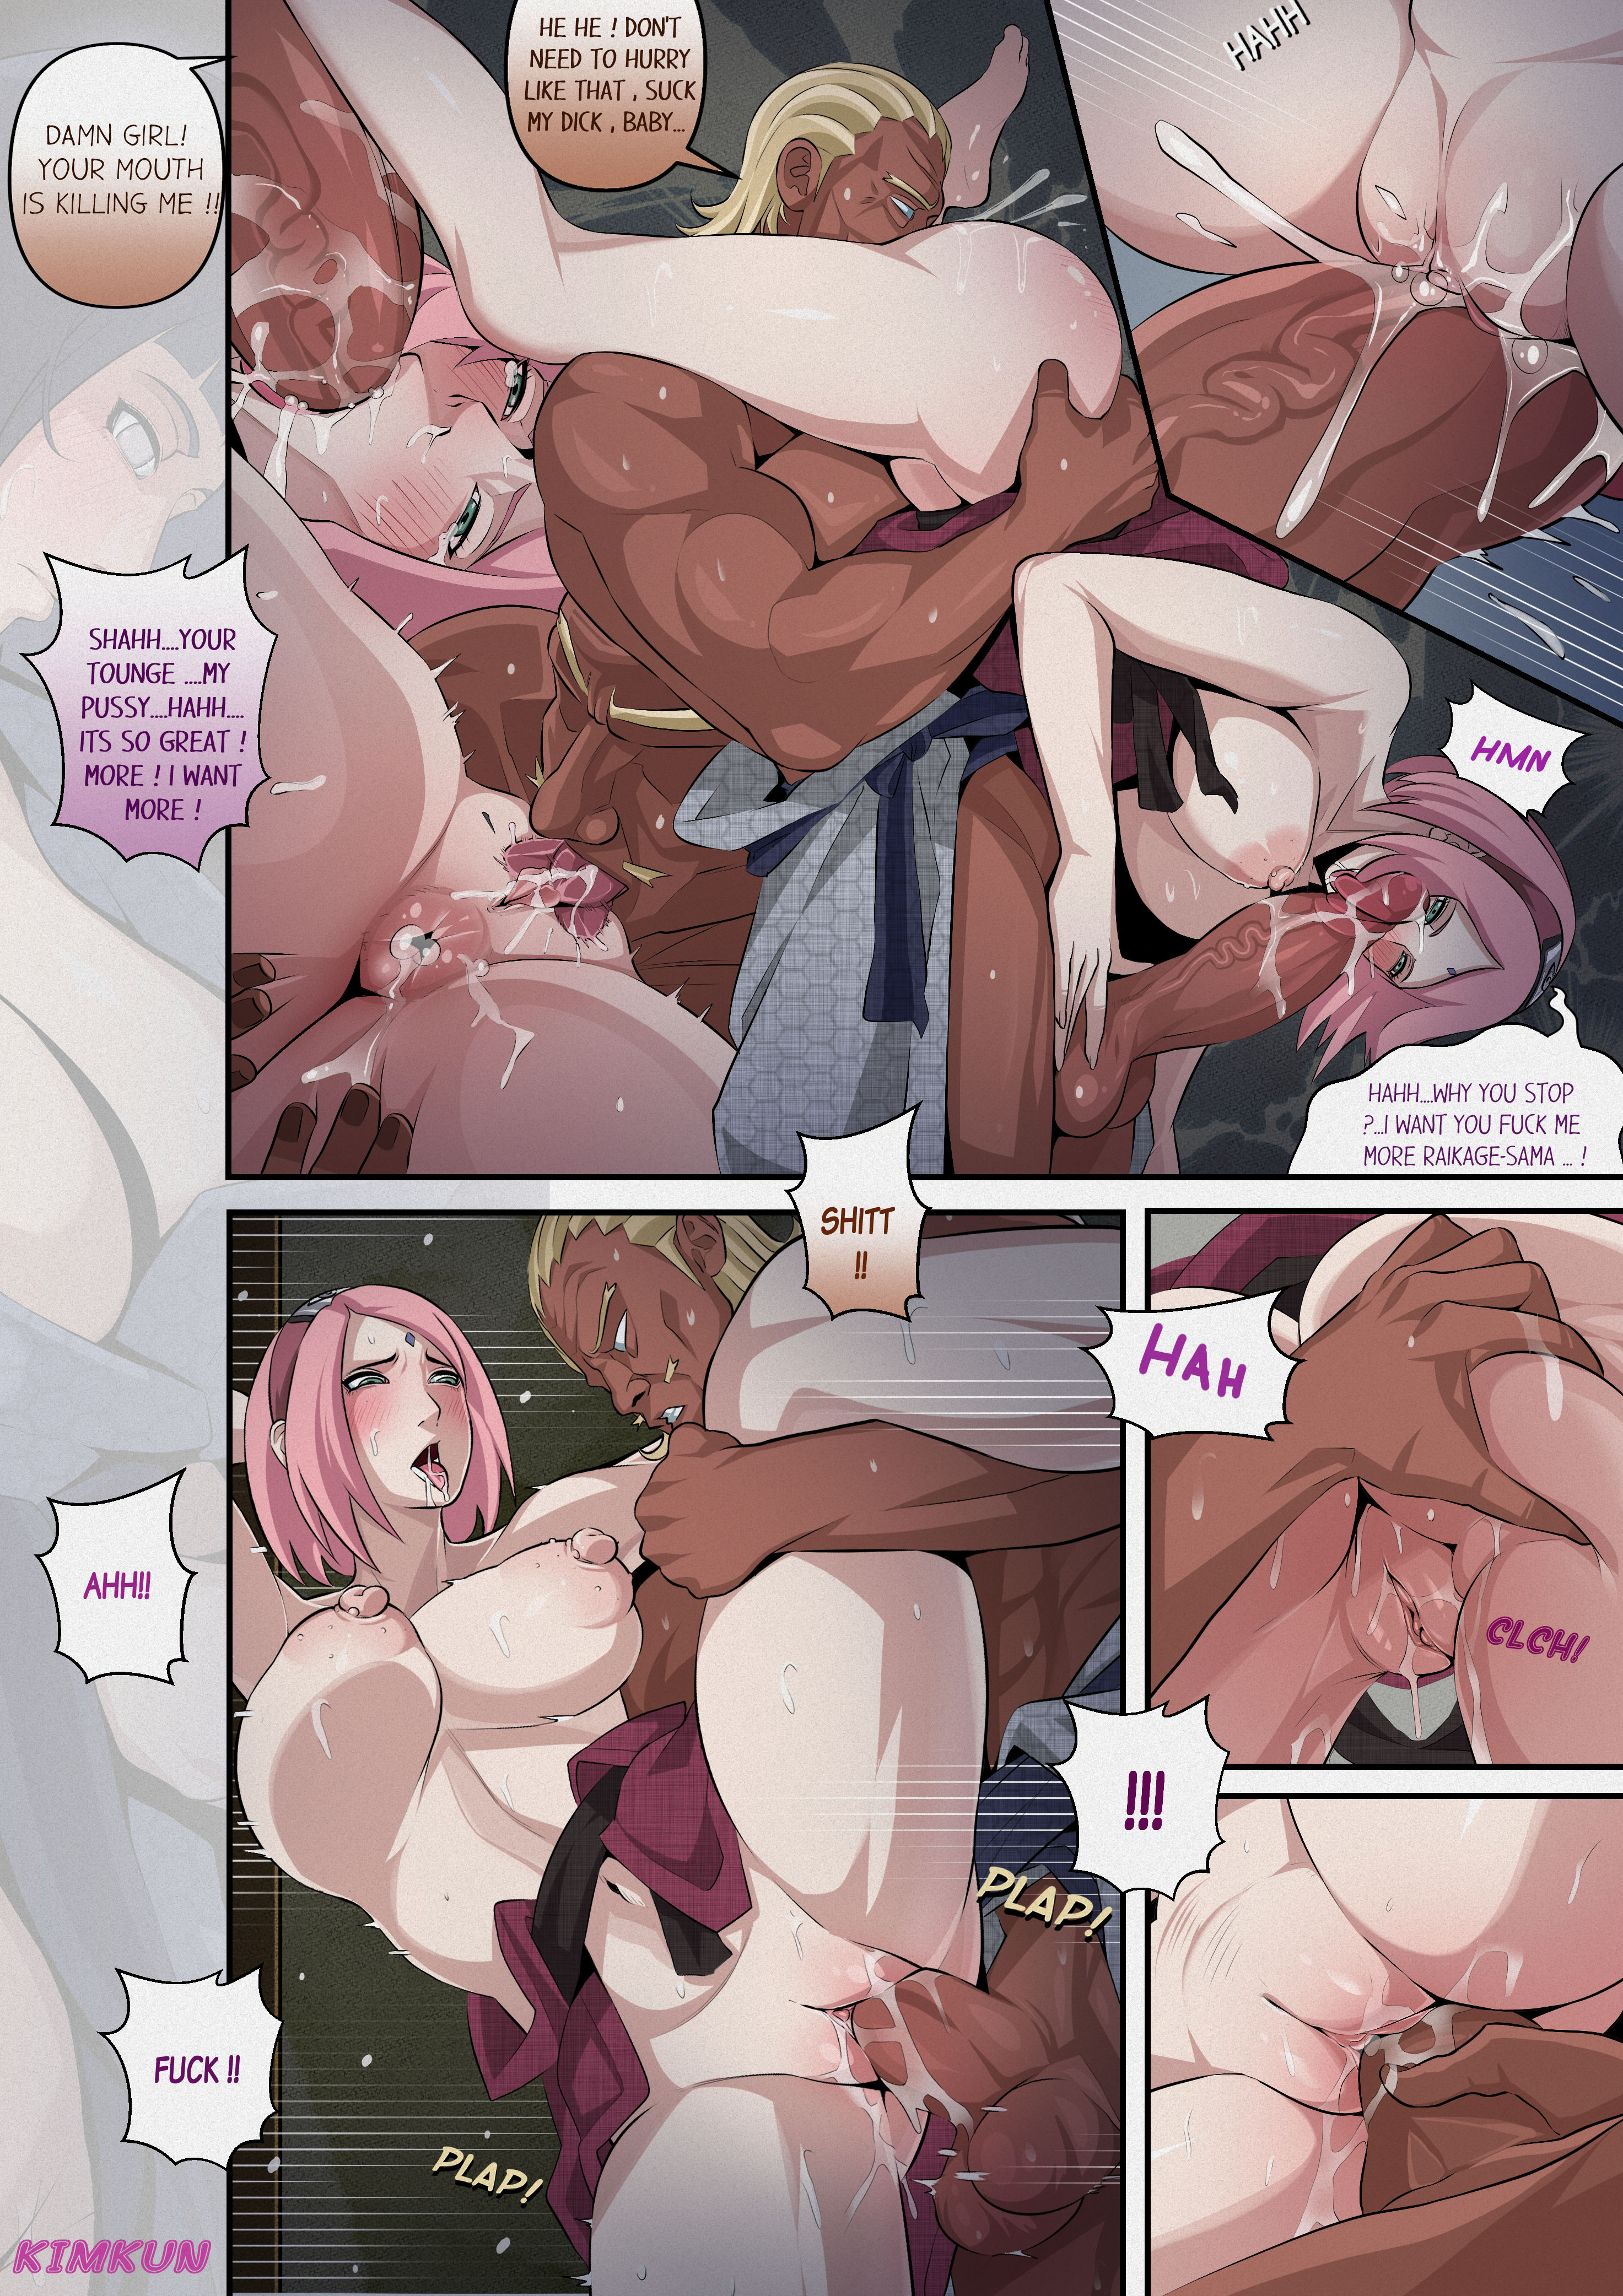 DAMN GIRL!
YOUR MOUTH
IS KILLING ME !!
HE HE ! DON'T
NEED TO HURRY
LIKE THAT , SUCK
MY DICK , BABY...
HAHH
SHAHH....YOUR
TOUNGE ....MY
PUSSY....HAHH....
ITS SO GREAT !
MORE ! I WANT
MORE !
HMN
HAHH....WHY YOU STOP
?...I WANT YOU FUCK ME
MORE RAIKAGE-SAMA ... !
SHITT
!!
HAH
AHH!!
CLCH!
!!!
PLAP!
FUCK !!
PLAP!
KIMKUN